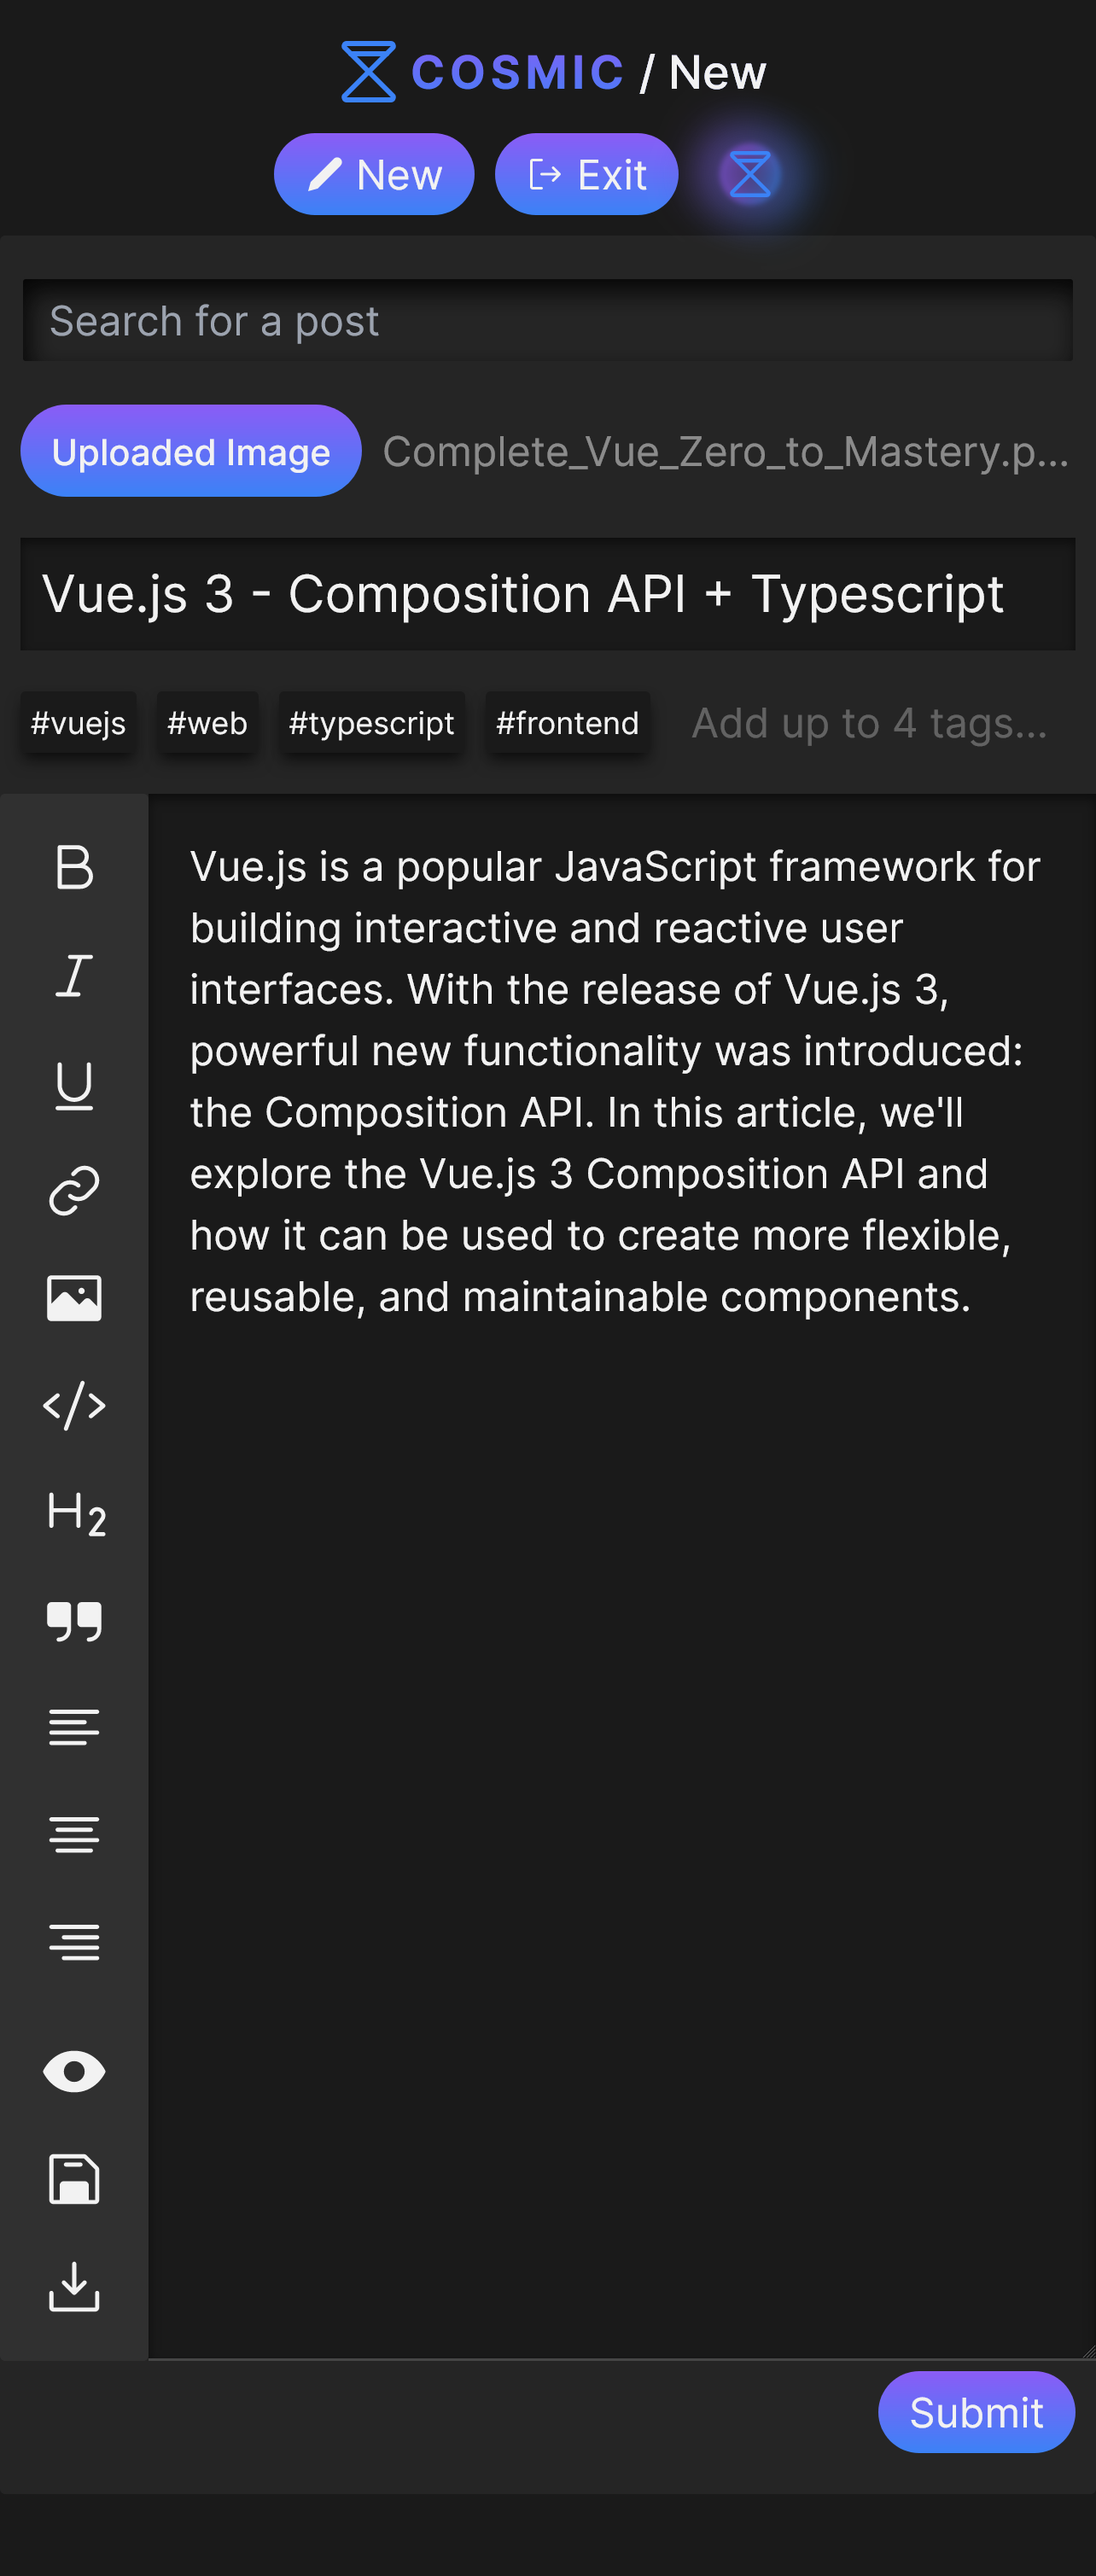 COSMIC / New
New Exit
Search for a post
Uploaded Image Complete_Vue_Zero_to_Mastery.p...
Vue.js 3 - Composition API + Typescript
#vuejs #web #typescript #frontend Add up to 4 tags...
Vue.js is a popular JavaScript framework for
building interactive and reactive user
interfaces. With the release of Vue.js 3,
powerful new functionality was introduced:
the Composition API. In this article, we'll
explore the Vue.js 3 Composition API and
how it can be used to create more flexible,
reusable, and maintainable components.
B
I
U
</>
H2
Submit